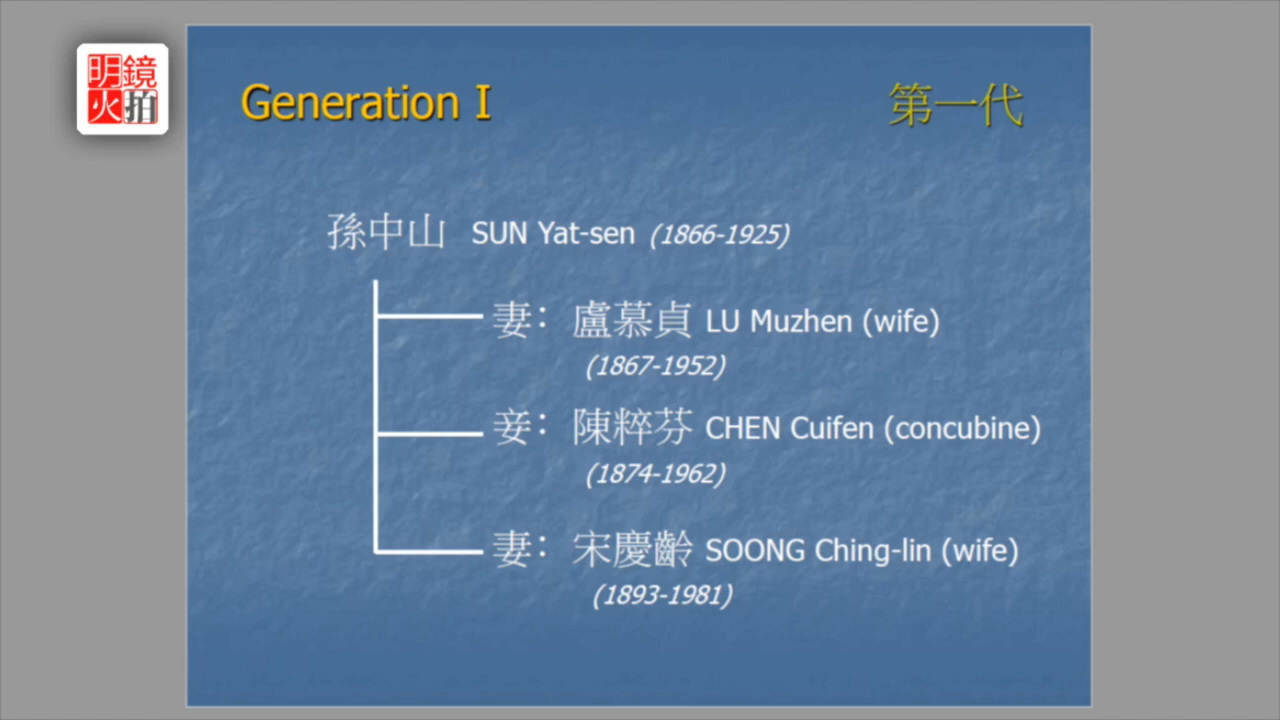 明鏡
火拍
Generation I 第一代
孫中山 SUN Yat-sen (1866-1925)
妻: 盧慕貞 LU Muzhen (wife)
(1867-1952)
妾: 陳粹芬 CHEN Cuifen (concubine)
(1874-1962)
妻: 宋慶齡 SOONG Ching-lin (wife)
(1893-1981)